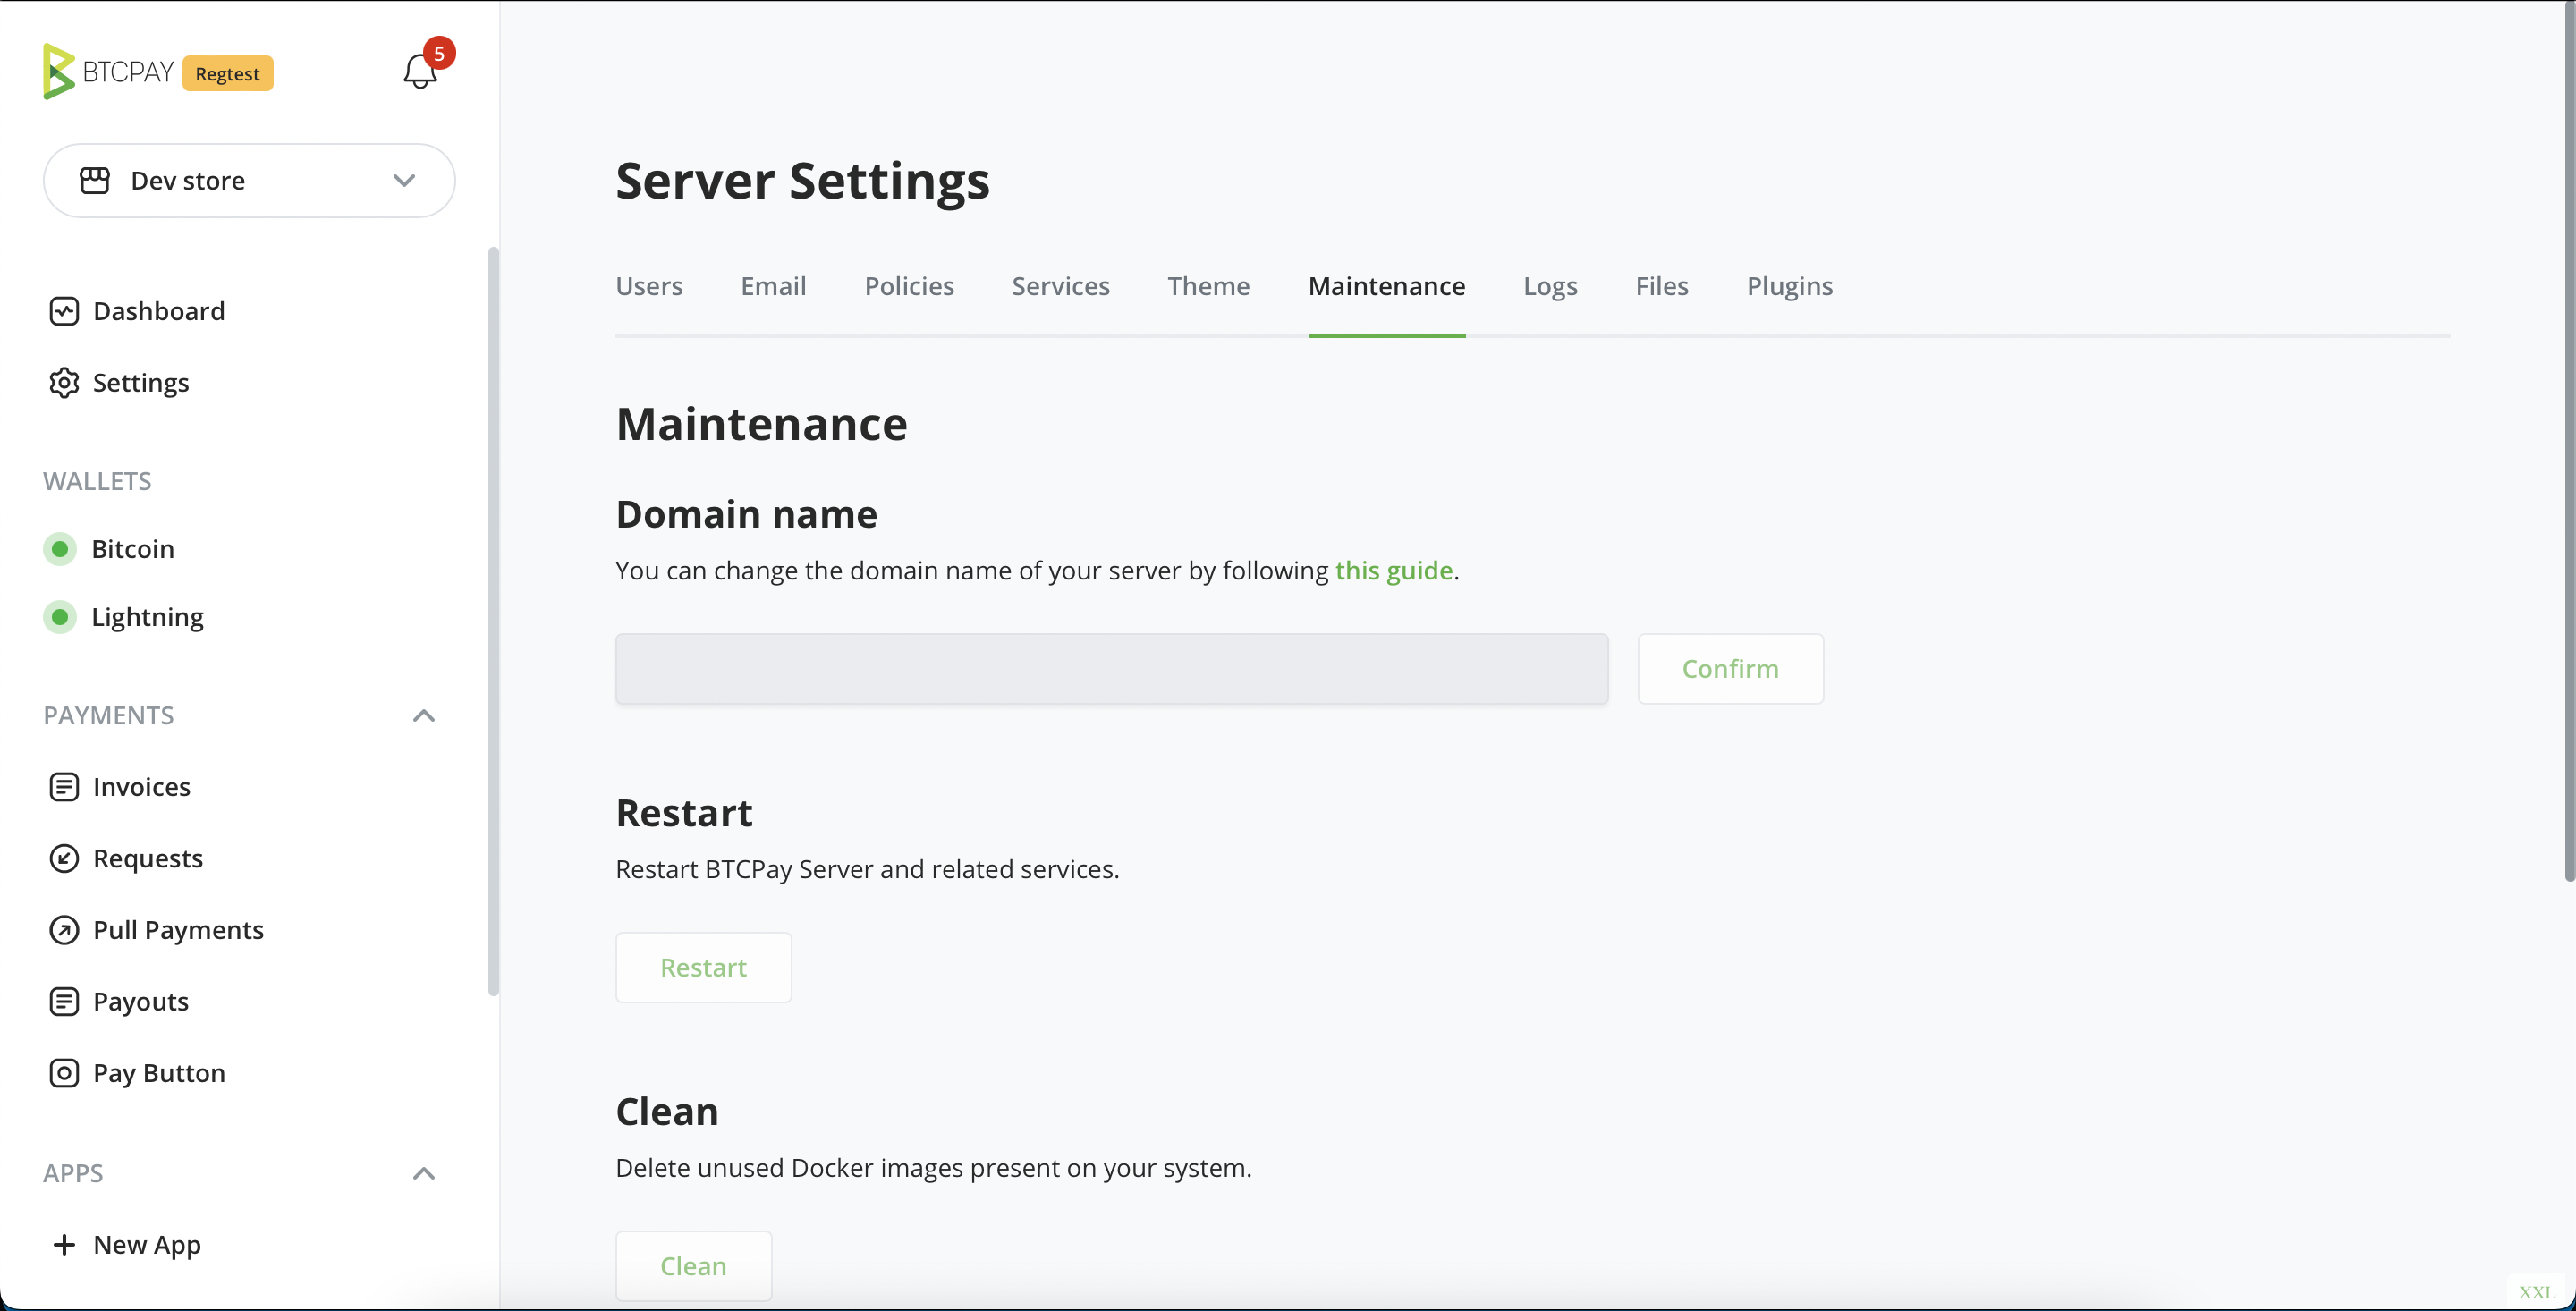 BTCPAY Regtest
5
Dev store
Dashboard
Settings
WALLETS
Bitcoin
Lightning
PAYMENTS
Invoices
Requests
Pull Payments
Payouts
Pay Button
APPS
New App
Server Settings
Users Email Policies Services Theme Maintenance Logs Files Plugins
Maintenance
Domain name
You can change the domain name of your server by following this guide.
Confirm
Restart
Restart BTCPay Server and related services.
Restart
Clean
Delete unused Docker images present on your system.
Clean
XXL